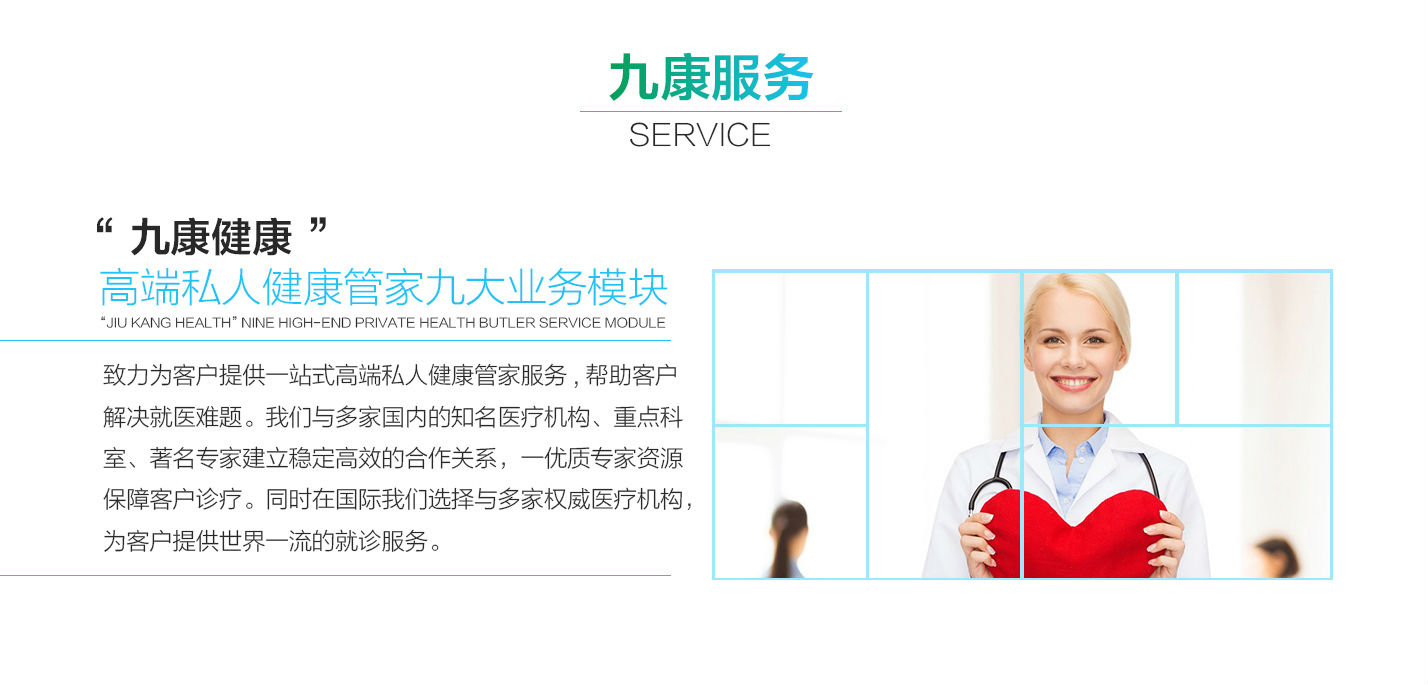 九康服务
SERVICE
“ 九康健康 ”
高端私人健康管家九大业务模块
“JIU KANG HEALTH” NINE HIGH-END PRIVATE HEALTH BUTLER SERVICE MODULE
致力为客户提供一站式高端私人健康管家服务，帮助客户
解决就医难题。我们与多家国内的知名医疗机构、重点科
室、著名专家建立稳定高效的合作关系，一优质专家资源
保障客户诊疗。同时在国际我们选择与多家权威医疗机构，
为客户提供世界一流的就诊服务。